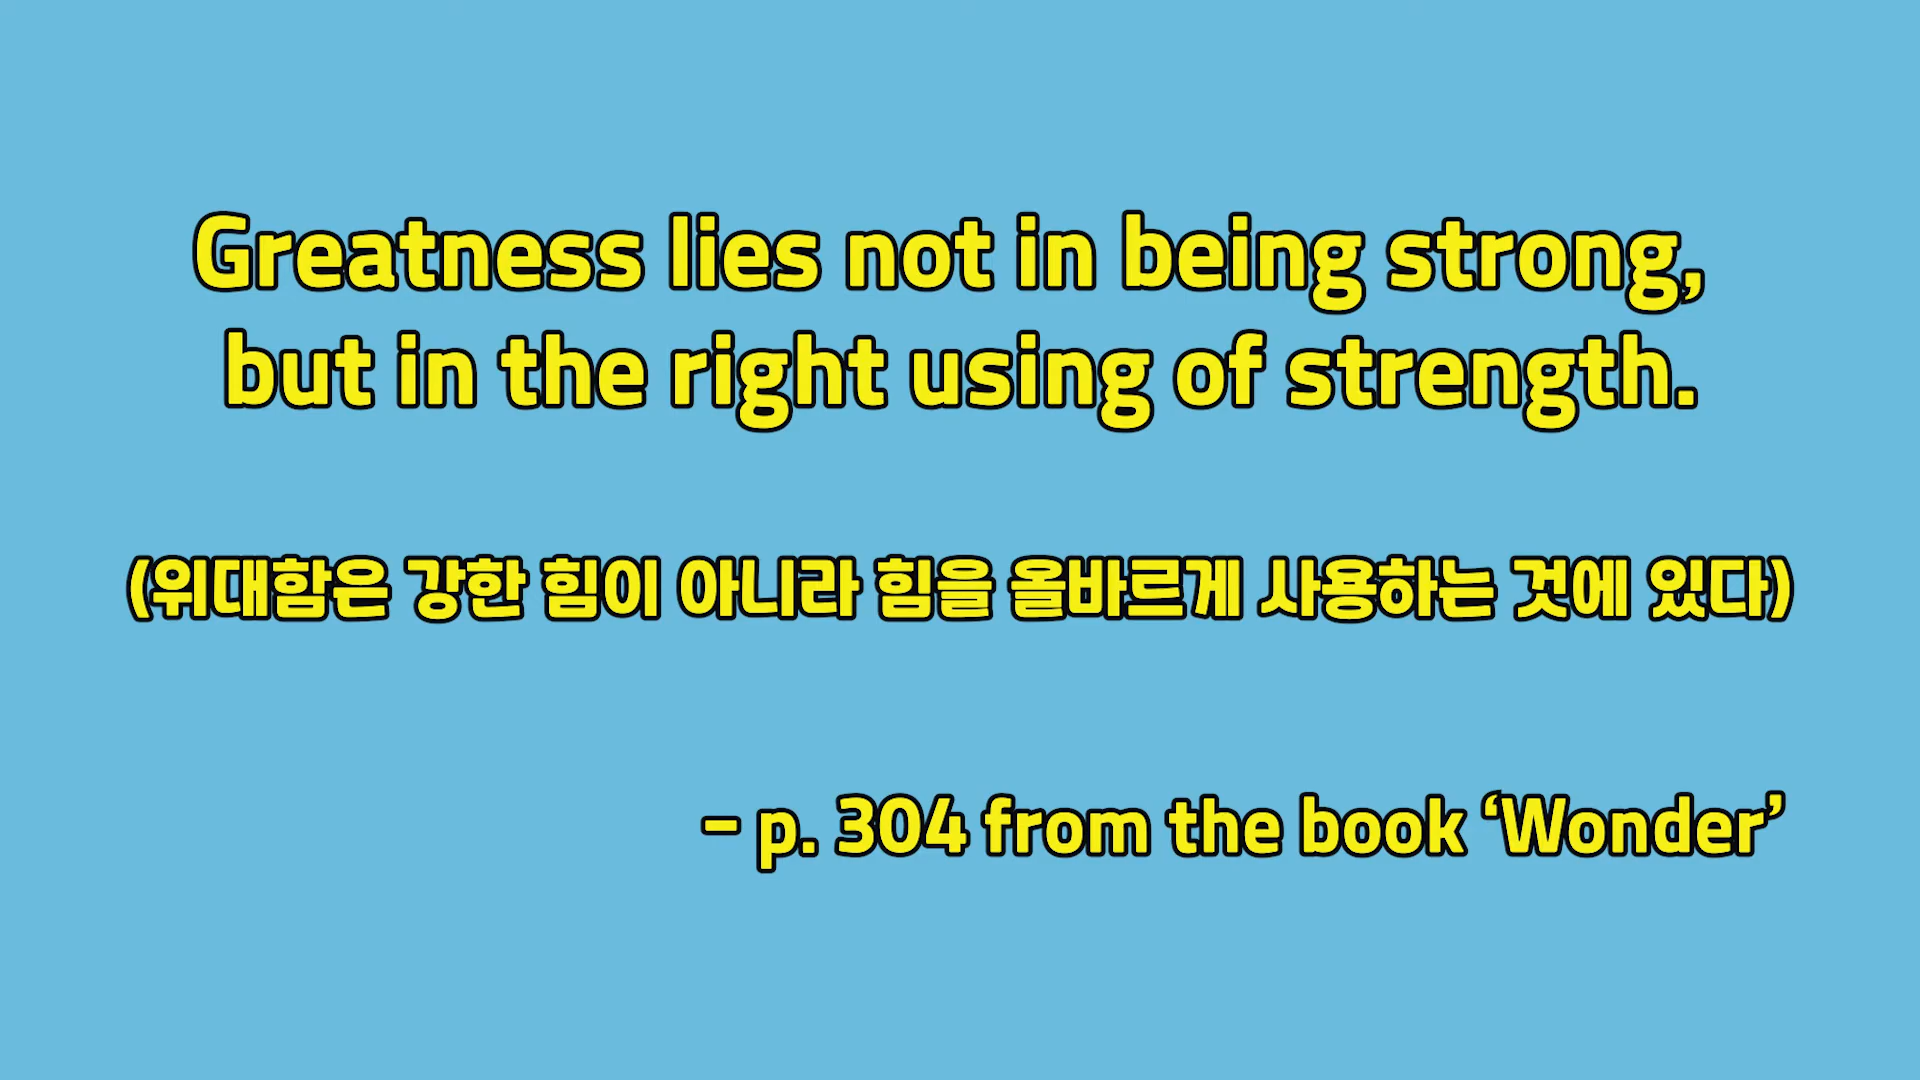 Greatness lies not in being strong,
but in the right using of strength.
(위대함은 강한 힘이 아니라 힘을 올바르게 사용하는 것에 있다)
– p. 304 from the book ‘Wonder’